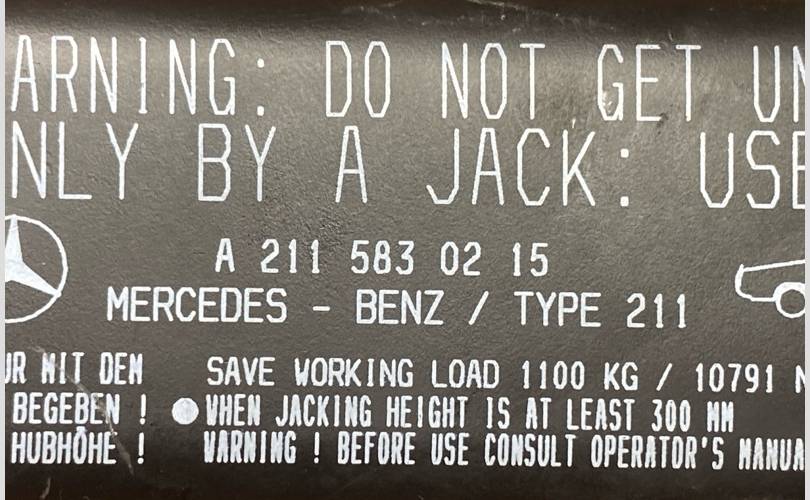 ARNING: DO NOT GET UN
NLY BY A JACK: USE
A 211 583 02 15
MERCEDES - BENZ / TYPE 211
UR MIT DEM SAVE WORKING LOAD 1100 KG / 10791 N
BEGEBEN ! ● WHEN JACKING HEIGHT IS AT LEAST 300 MM
HUBHÖHE ! WARNING ! BEFORE USE CONSULT OPERATOR'S MANUA